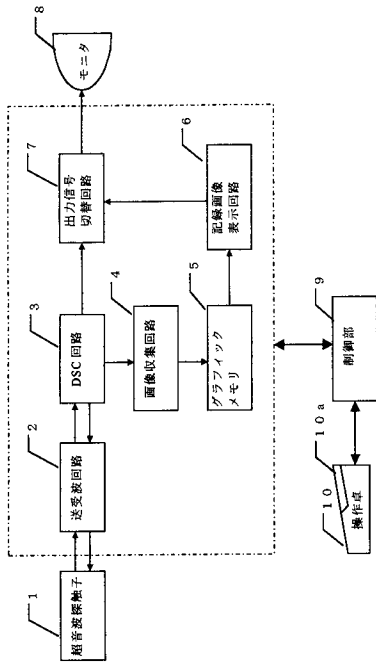 1
超音波探触子
2
送受波回路
3
DSC 回路
4
画像収集回路
5
グラフィック
メモリ
6
記録画像
表示回路
7
出力信号
切替回路
8
モニタ
9
制御部
10
10a
操作卓